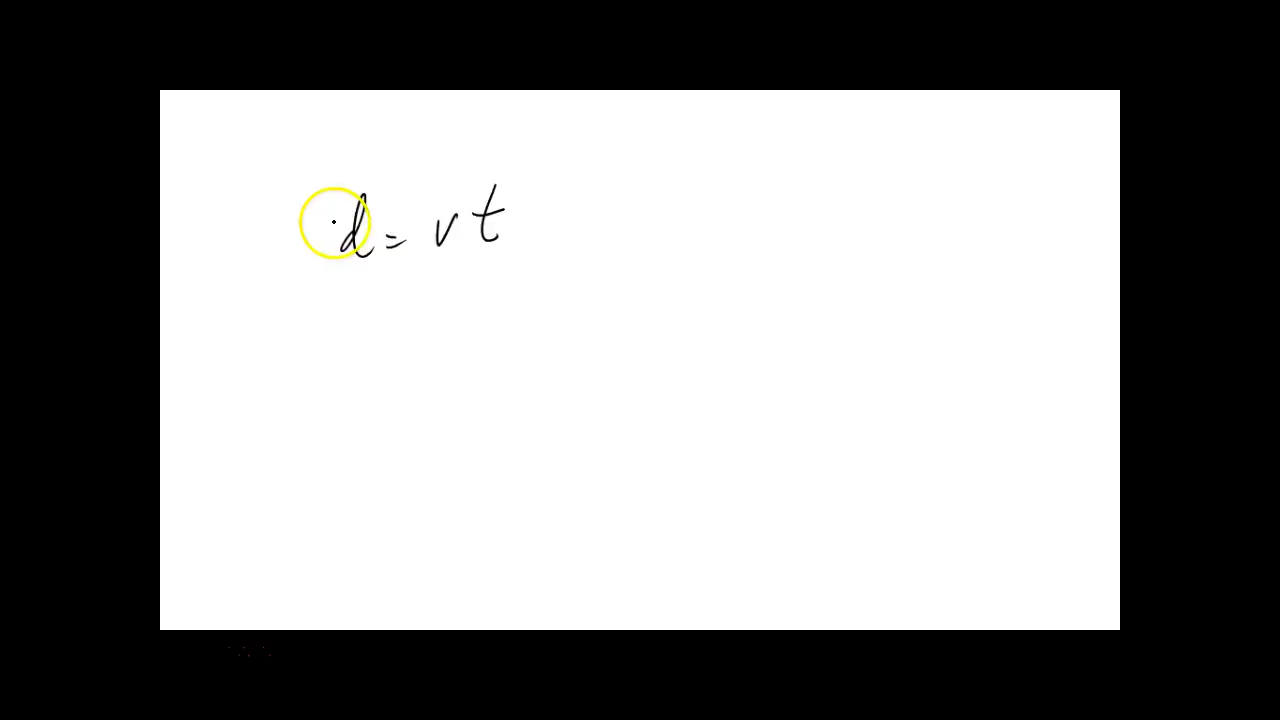 d = vt